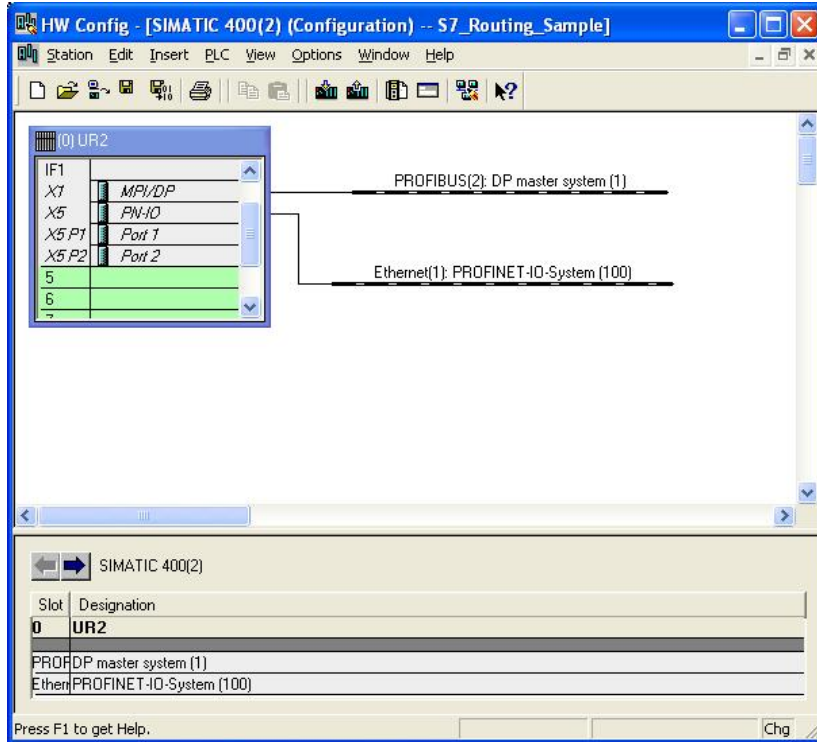 HW Config - [SIMATIC 400(2) (Configuration) -- S7_Routing_Sample]
Station Edit Insert PLC View Options Window Help
(0) UR2
IF1
X1 MPI/DP
X5 PN-IO
X5 P1 Port 1
X5 P2 Port 2
5
6
PROFIBUS(2): DP master system (1)
Ethernet(1): PROFINET-IO-System (100)
SIMATIC 400(2)
Slot Designation
0 UR2
PROF DP master system (1)
Ethern PROFINET-IO-System (100)
Press F1 to get Help.
Chg